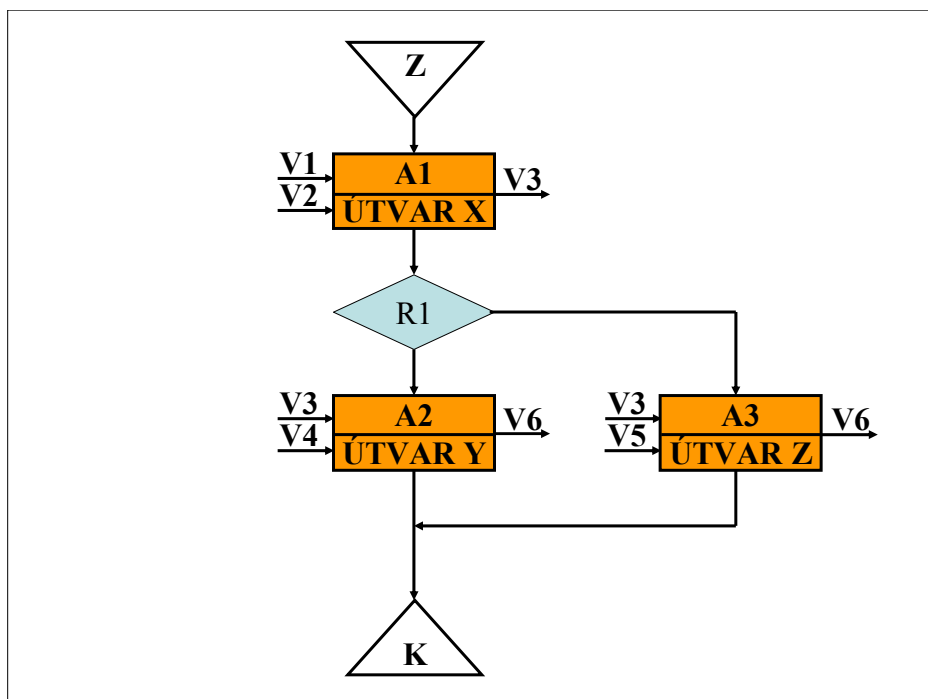 Z
V1
A1
V3
V2
ÚTVAR X
R1
V3
A2
V6
V4
ÚTVAR Y
V3
A3
V6
V5
ÚTVAR Z
K